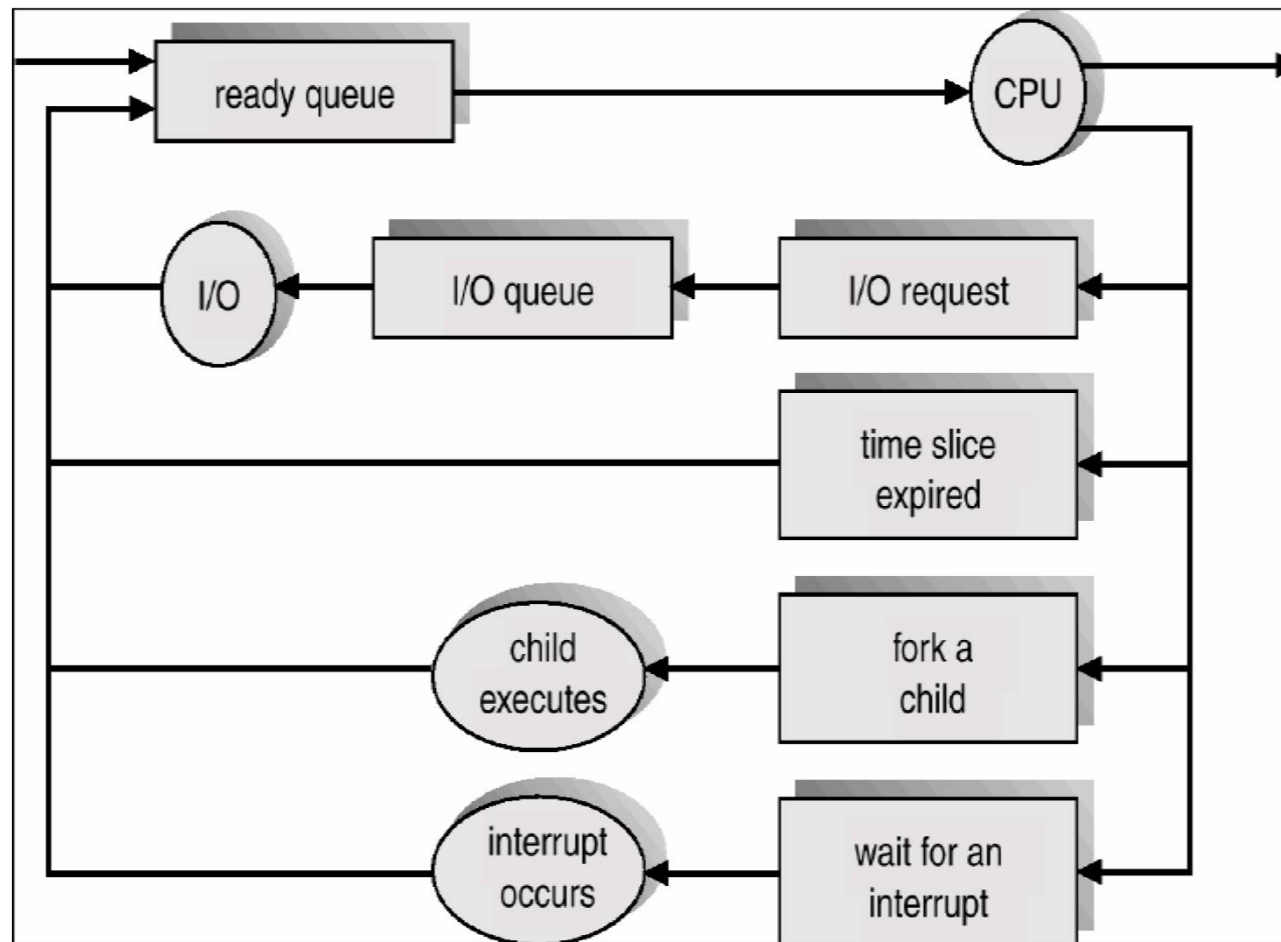 ready queue
CPU
I/O
I/O queue
I/O request
time slice
expired
child
executes
fork a
child
interrupt
occurs
wait for an
interrupt